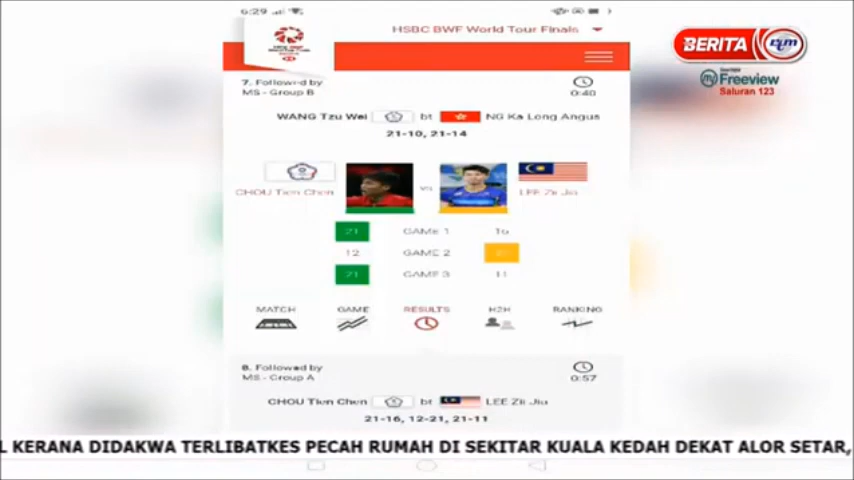 6:29
HSBC BWF World Tour Finals
BERITA
Freeview
Saluran 123
7. Followed by
MS - Group B
0:40
WANG Tzu Wei bt NG Ka Long Angus
21-10, 21-14
CHOU Tien Chen vs LEE Zii Jia
21 GAME 1 16
12 GAME 2
21 GAME 3 11
MATCH GAME RESULTS H2H RANKING
8. Followed by
MS - Group A
0:57
CHOU Tien Chen bt LEE Zii Jia
21-16, 12-21, 21-11
L KERANA DIDAKWA TERLIBATKES PECAH RUMAH DI SEKITAR KUALA KEDAH DEKAT ALOR SETAR,